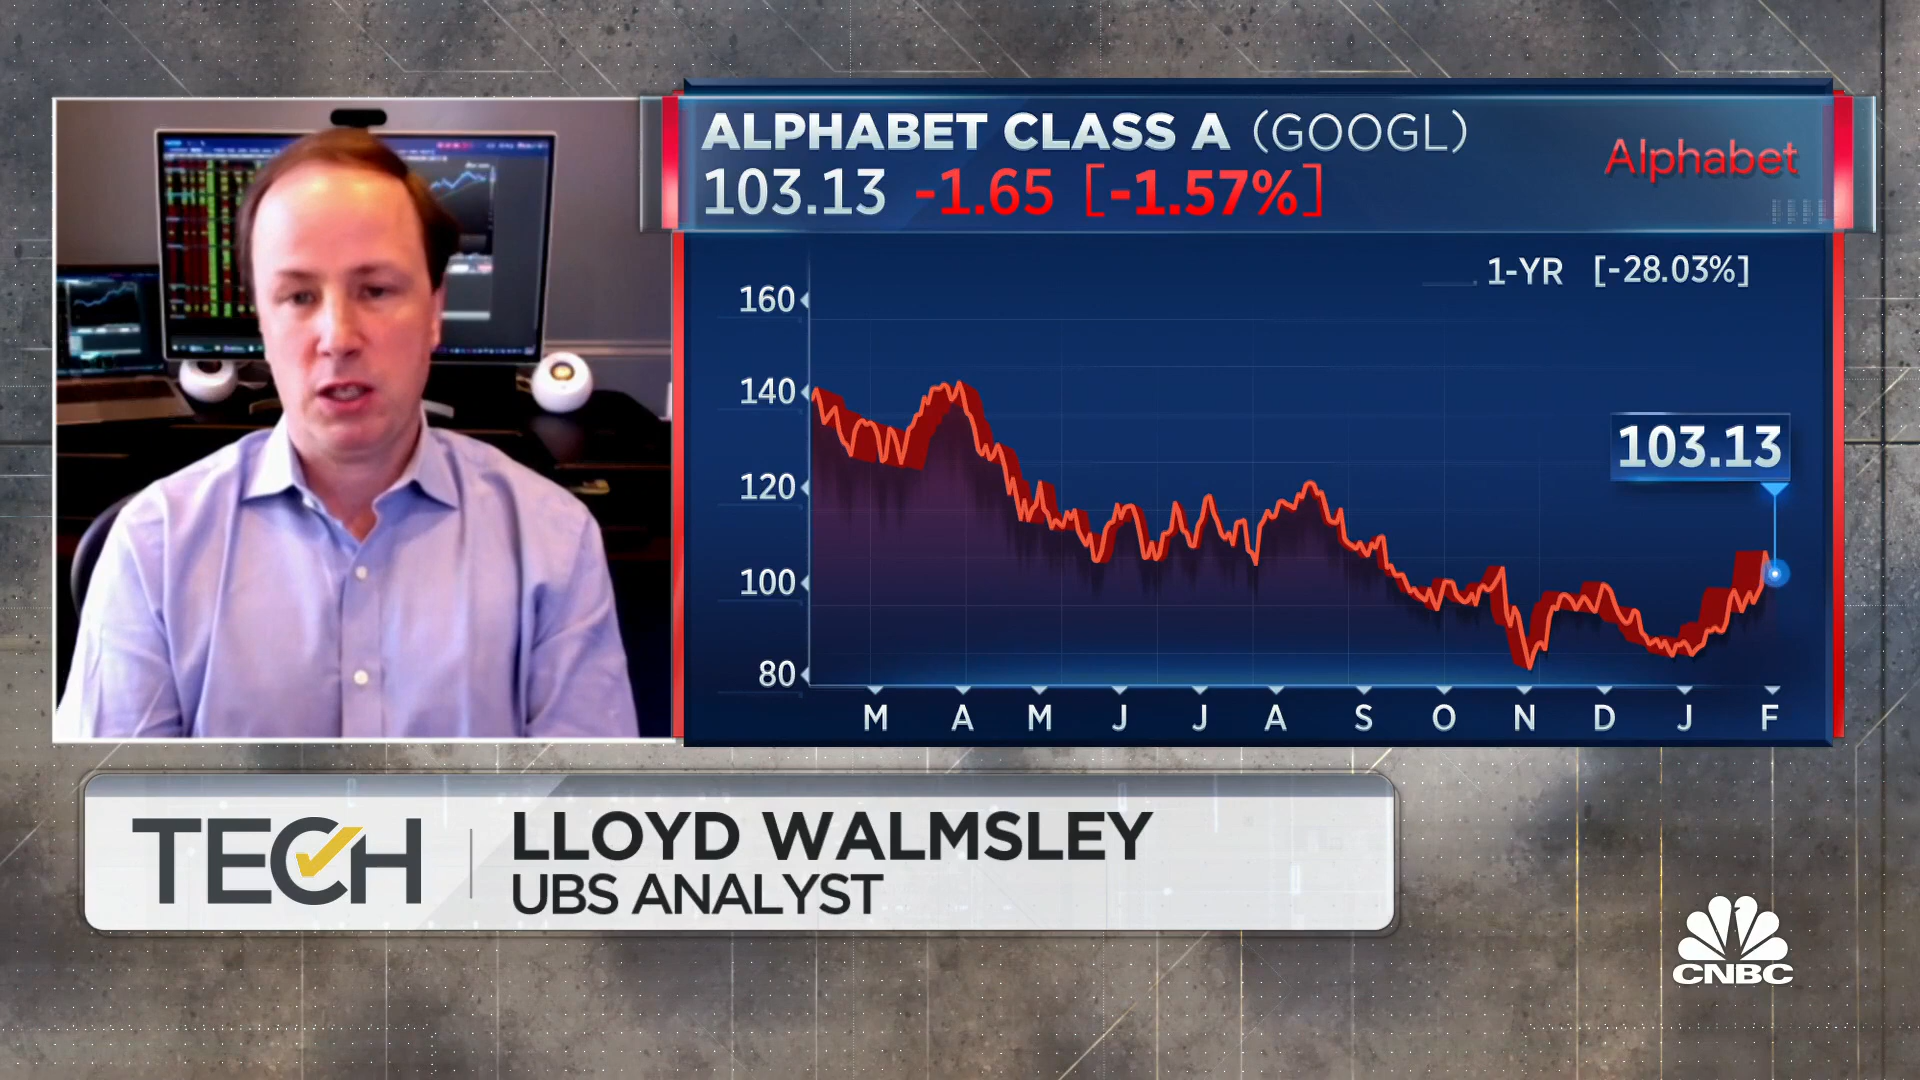 ALPHABET CLASS A (GOOGL)
103.13 -1.65 [-1.57%]
Alphabet
1-YR [-28.03%]
160
140
120
100
80
103.13
M A M J J A S O N D J F
TECH
LLOYD WALMSLEY
UBS ANALYST
CNBC